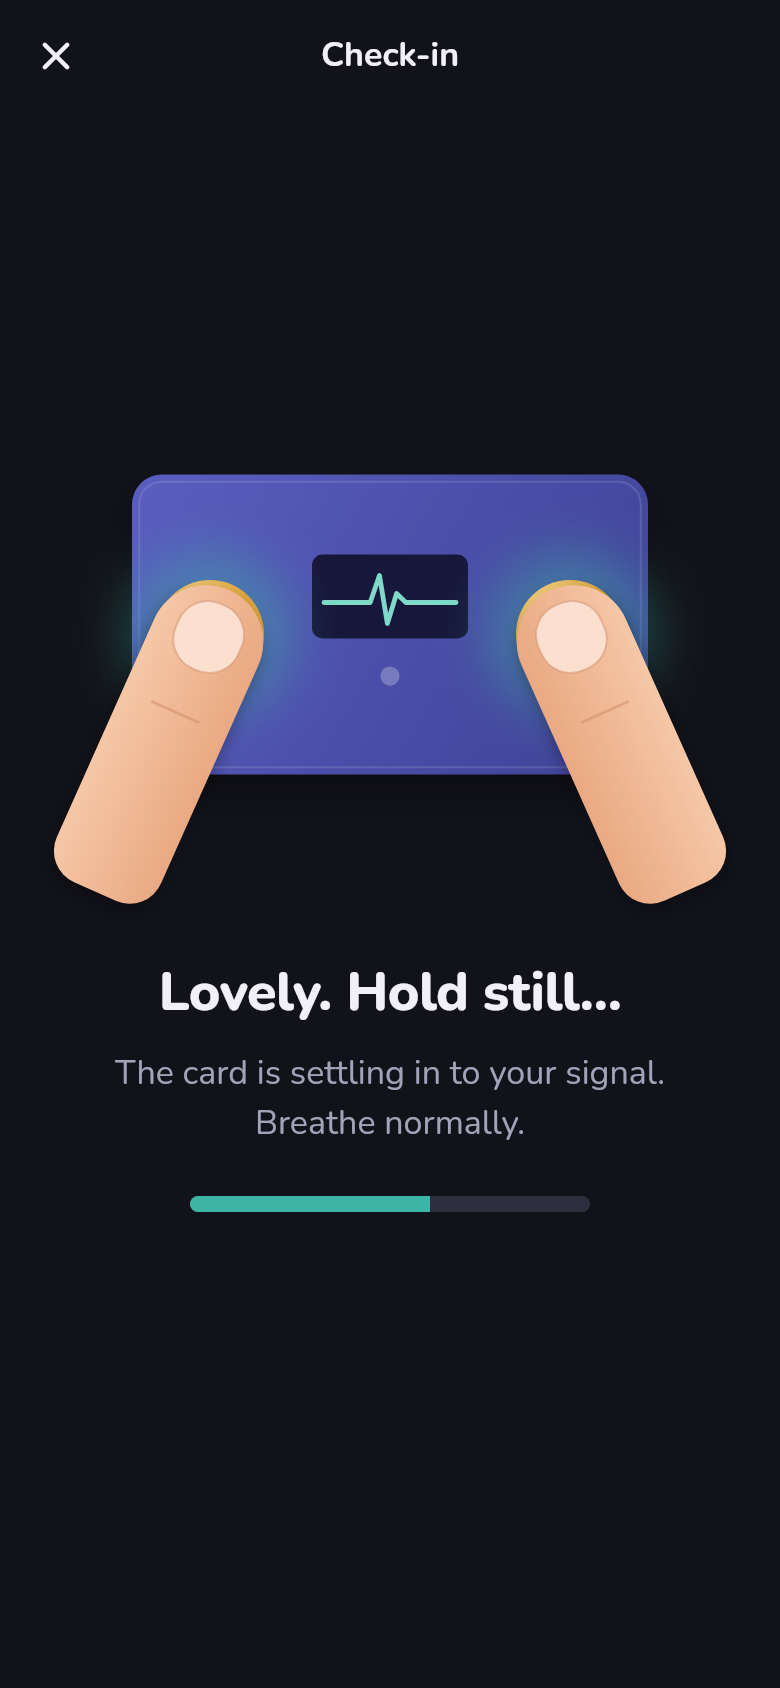 Check-in
Lovely. Hold still...
The card is settling in to your signal.
Breathe normally.